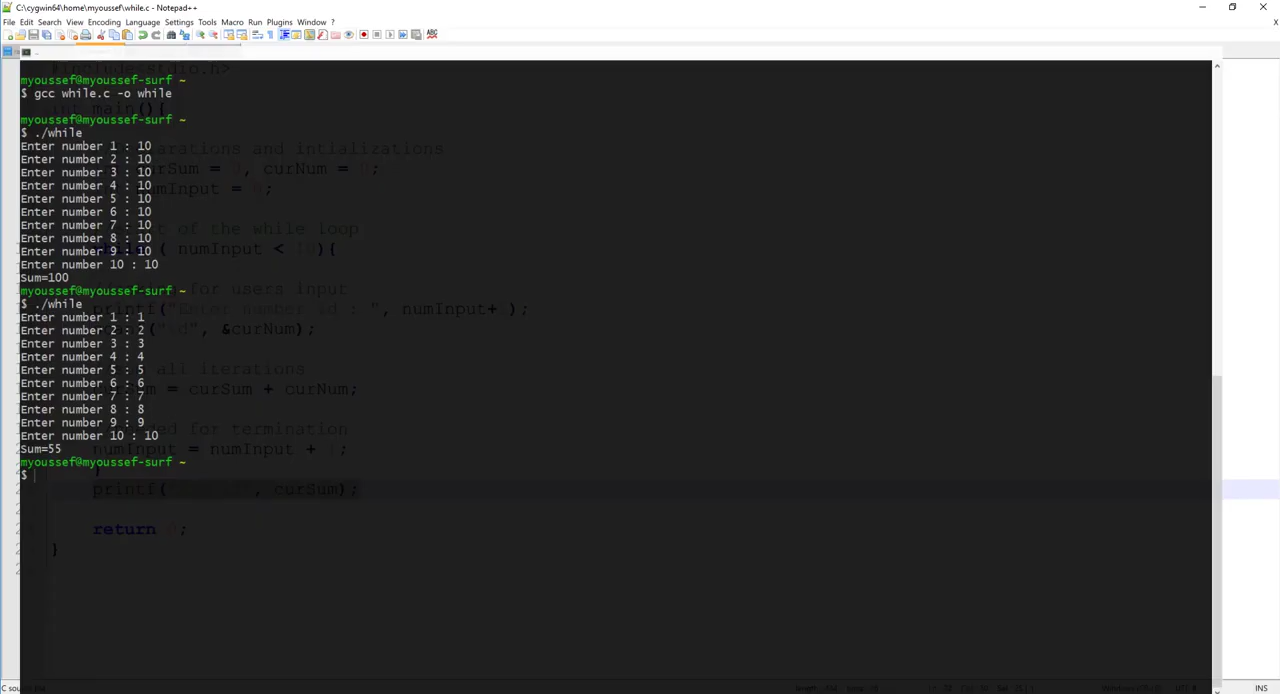 C:\cygwin64\home\myoussef\while.c - Notepad++
File Edit Search View Encoding Language Settings Tools Macro Run Plugins Window ? X
#include stdio.h>
myoussef@myoussef-surf ~
$ gcc while.c -o while
main(){
myoussef@myoussef-surf ~
$ ./while
Enter number 1 : 10
arations and intializations
Enter number 2 : 10
Enter number 3 : 10
curSum = 0, curNum = 0;
Enter number 4 : 10
numInput = 0;
Enter number 5 : 10
Enter number 6 : 10
Enter number 7 : 10
of the while loop
Enter number 8 : 10
Enter number 9 : 10
( numInput < 10){
Enter number 10 : 10
Sum=100
myoussef@myoussef-surf ~
for users input
$ ./while
printf("Enter number id : ", numInput+ );
Enter number 1 : 1
Enter number 2 : 2
("%d", &curNum);
Enter number 3 : 3
Enter number 4 : 4
Enter number 5 : 5
all iterations
Enter number 6 : 6
= curSum + curNum;
Enter number 7 : 7
Enter number 8 : 8
Enter number 9 : 9
for termination
Enter number 10 : 10
Sum=55
numInput = numInput + ;
myoussef@myoussef-surf ~
$
printf( , curSum);
return 0;
}
INS